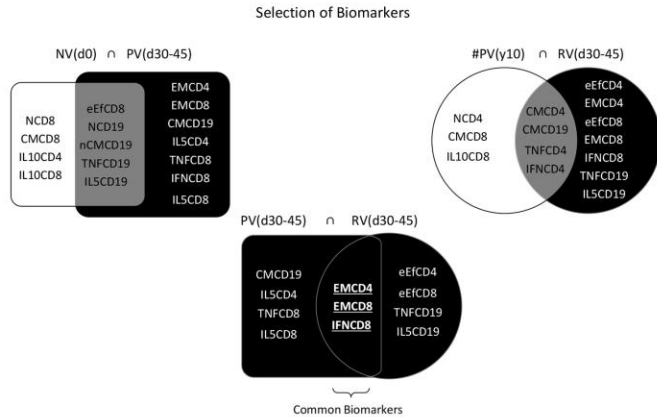 Selection of Biomarkers
NV(d0) ∩ PV(d30-45)
NCD8
CMCD8
IL10CD4
IL10CD8
eEfCD8
NCD19
nCMCD19
TNFCD19
IL5CD19
EMCD4
EMCD8
CMCD19
IL5CD4
TNFCD8
IFNCD8
IL5CD8
#PV(y10) ∩ RV(d30-45)
NCD4
CMCD8
IL10CD8
CMCD4
CMCD19
TNFCD4
IFNCD4
eEfCD4
EMCD4
eEfCD8
EMCD8
IFNCD8
TNFCD19
IL5CD19
PV(d30-45) ∩ RV(d30-45)
CMCD19
IL5CD4
TNFCD8
IL5CD8
EMCD4
EMCD8
IFNCD8
eEfCD4
eEfCD8
TNFCD19
IL5CD19
Common Biomarkers